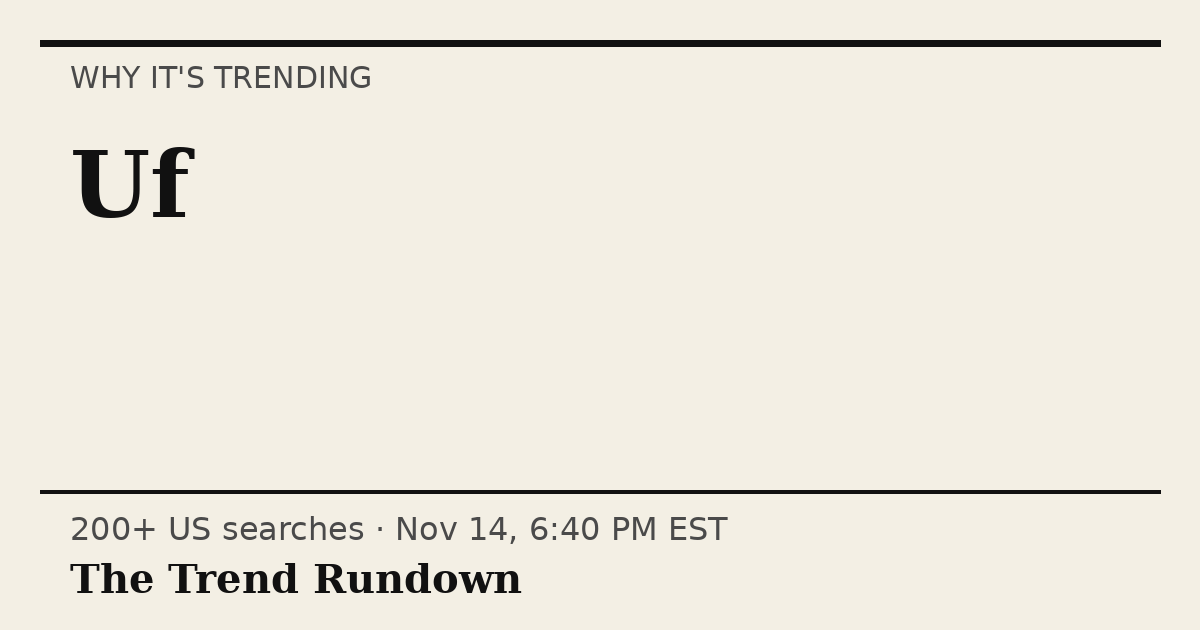 WHY IT'S TRENDING
Uf
200+ US searches · Nov 14, 6:40 PM EST
The Trend Rundown